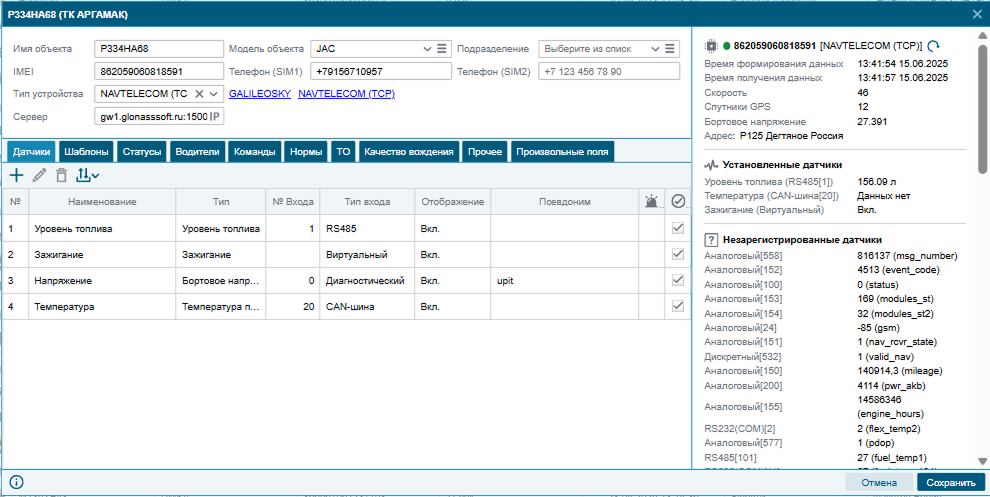 Р334НА68 (ТК АРГАМАК)
Имя объекта Р334НА68 Модель объекта JAC Подразделение Выберите из списк
IMEI 862059060818591 Телефон (SIM1) +79156710957 Телефон (SIM2) +7 123 456 78 90
Тип устройства NAVTELECOM (TC GALILEOSKY NAVTELECOM (TCP)
Сервер gw1.glonasssoft.ru:1500 IP
Датчики Шаблоны Статусы Водители Команды Нормы ТО Качество вождения Прочее Произвольные поля
№ Наименование Тип № Входа Тип входа Отображение Псевдоним
1 Уровень топлива Уровень топлива 1 RS485 Вкл.
2 Зажигание Зажигание Виртуальный Вкл.
3 Напряжение Бортовое напр... 0 Диагностический Вкл. upit
4 Температура Температура п... 20 CAN-шина Вкл.
862059060818591 [NAVTELECOM (TCP)]
Время формирования данных 13:41:54 15.06.2025
Время получения данных 13:41:57 15.06.2025
Скорость 46
Спутники GPS 12
Бортовое напряжение 27.391
Адрес: Р125 Дегтяное Россия
Установленные датчики
Уровень топлива (RS485[1]) 156.09 л
Температура (CAN-шина[20]) Данных нет
Зажигание (Виртуальный) Вкл.
Незарегистрированные датчики
Аналоговый[558] 816137 (msg_number)
Аналоговый[152] 4513 (event_code)
Аналоговый[100] 0 (status)
Аналоговый[153] 169 (modules_st)
Аналоговый[154] 32 (modules_st2)
Аналоговый[24] -85 (gsm)
Аналоговый[151] 1 (nav_rcvr_state)
Дискретный[532] 1 (valid_nav)
Аналоговый[150] 140914,3 (mileage)
Аналоговый[200] 4114 (pwr_akb)
Аналоговый[155] 14586346
(engine_hours)
RS232(COM)[2] 2 (flex_temp2)
Аналоговый[577] 1 (pdop)
RS485[101] 27 (fuel_temp1)
Отмена Сохранить